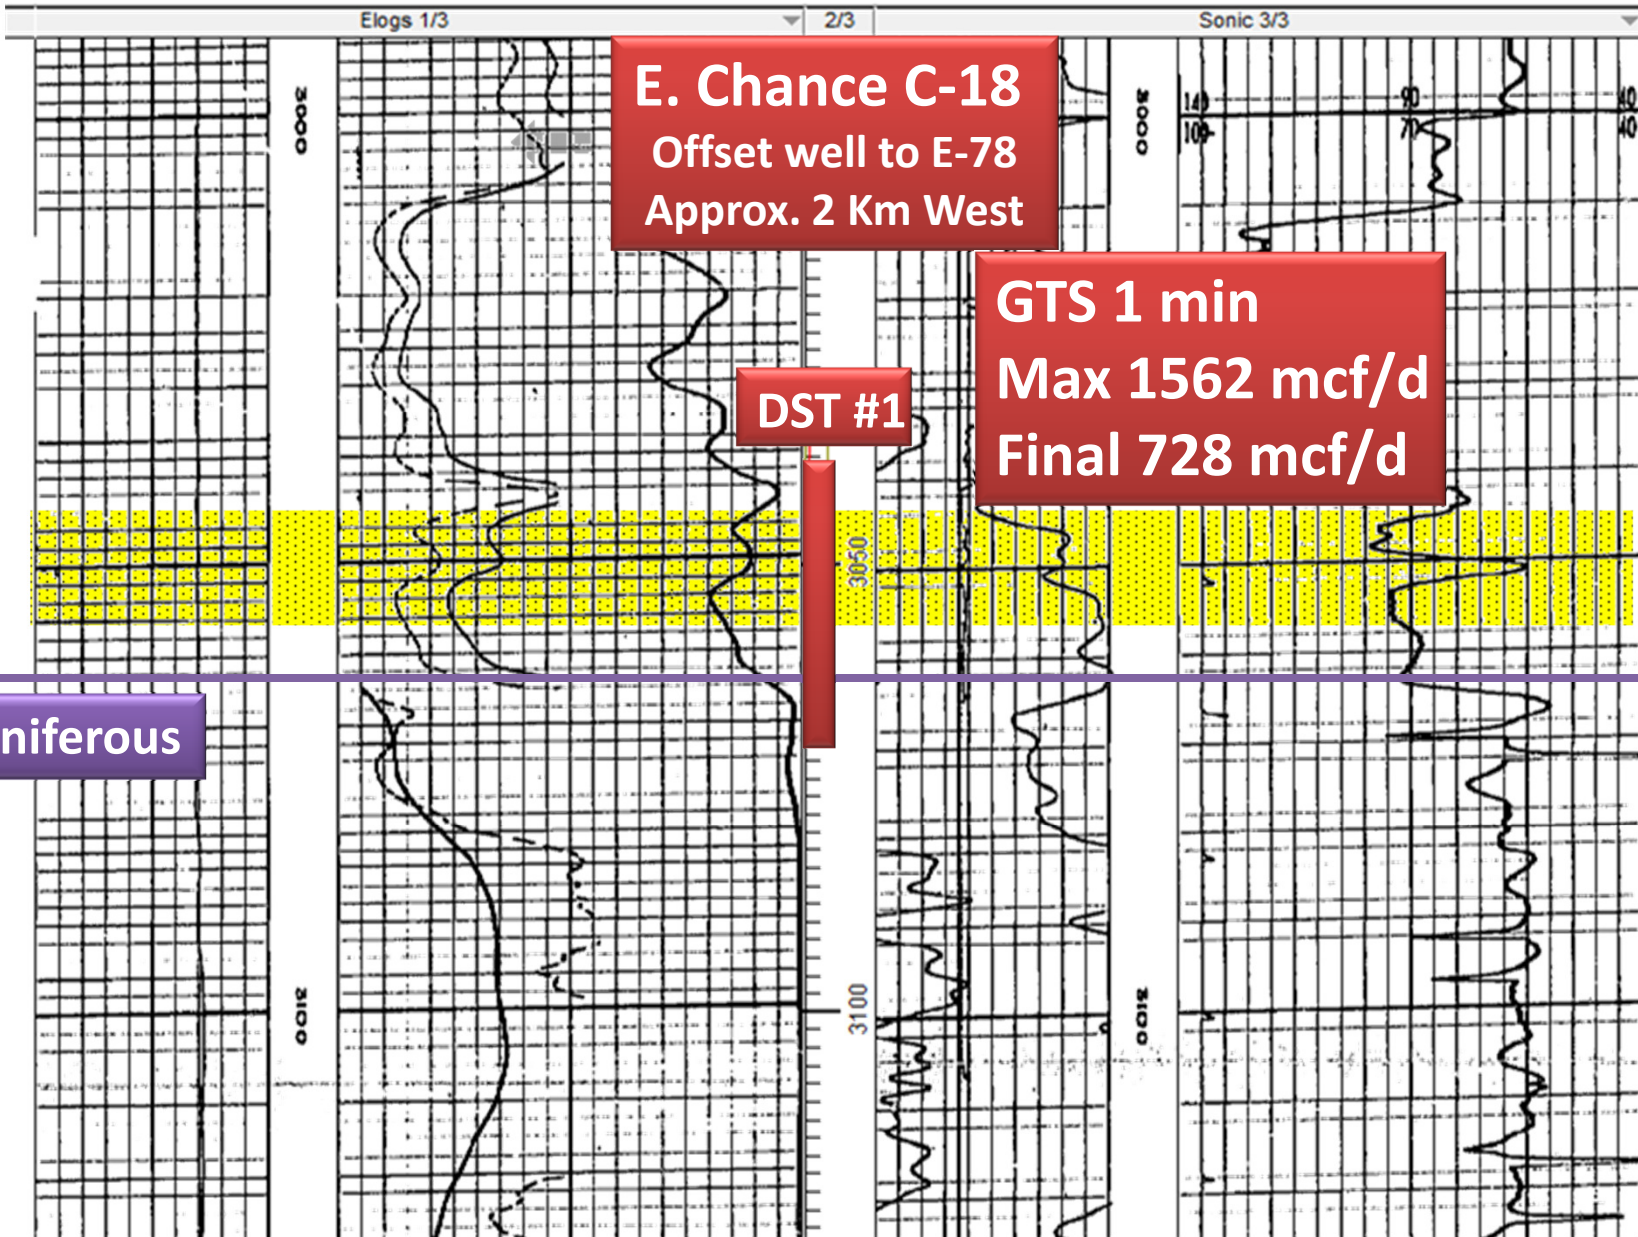 Elogs 1/3
2/3
Sonic 3/3
E. Chance C-18
Offset well to E-78
Approx. 2 Km West
3000
3000
140 90 40
100 70 40
GTS 1 min
Max 1562 mcf/d
Final 728 mcf/d
DST #1
3050
niferous
3100
3100
3100